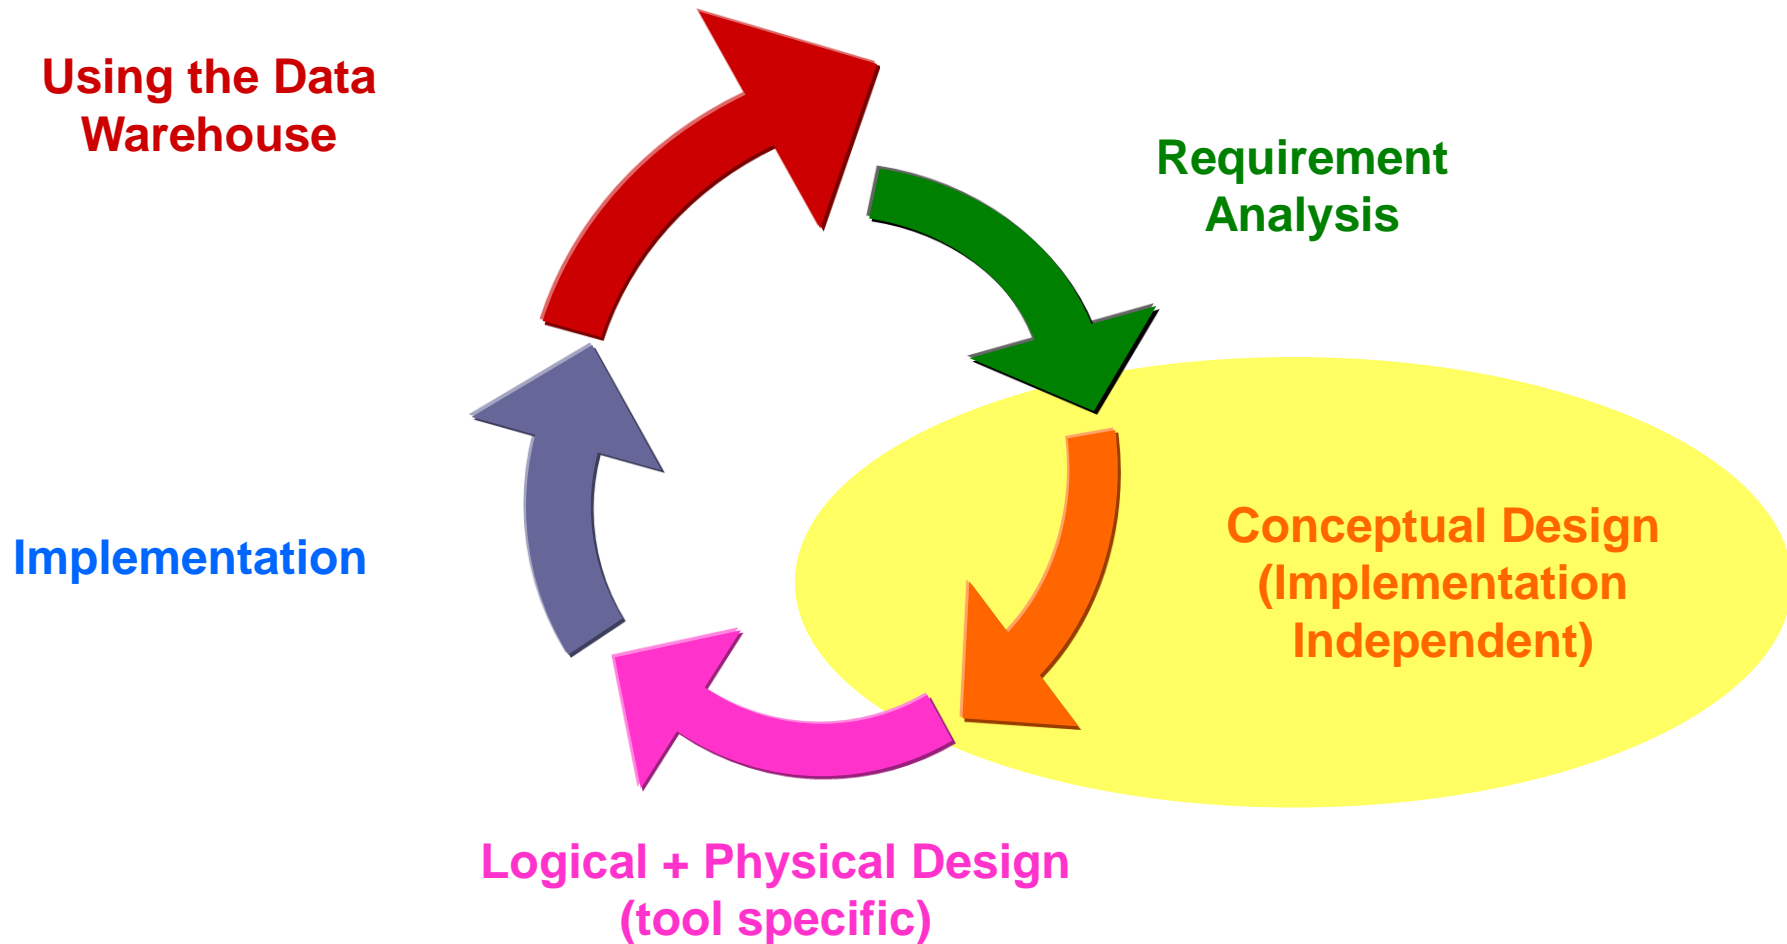 Using the Data
Warehouse
Requirement
Analysis
Conceptual Design
(Implementation
Independent)
Implementation
Logical + Physical Design
(tool specific)